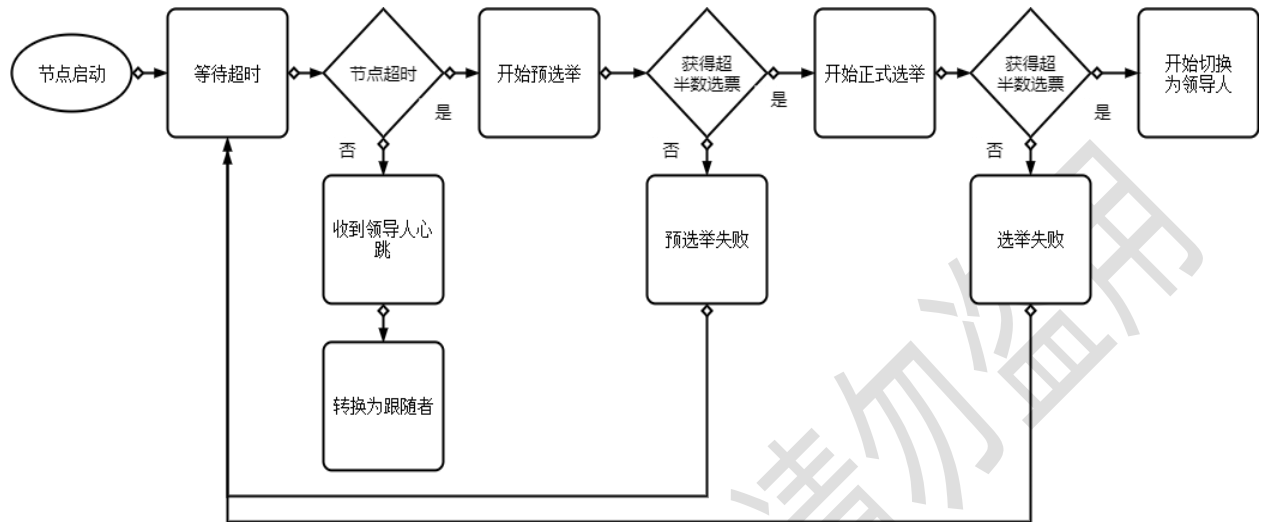 节点启动
等待超时
节点超时
是
开始预选举
获得超
半数选票
是
开始正式选举
获得超
半数选票
是
开始切换
为领导人
否
否
否
收到领导人心
跳
预选举失败
选举失败
转换为跟随者
请勿盗用